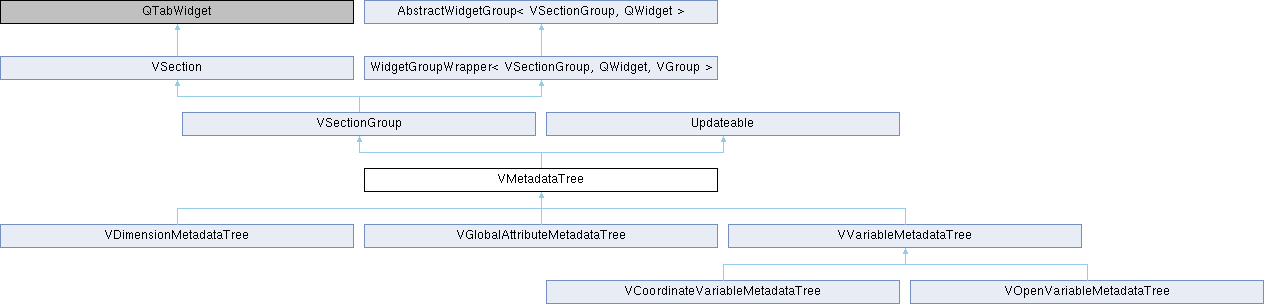 QTabWidget
AbstractWidgetGroup< VSectionGroup, QWidget >
VSection
WidgetGroupWrapper< VSectionGroup, QWidget, VGroup >
VSectionGroup
Updateable
VMetadataTree
VDimensionMetadataTree
VGlobalAttributeMetadataTree
VVariableMetadataTree
VCoordinateVariableMetadataTree
VOpenVariableMetadataTree